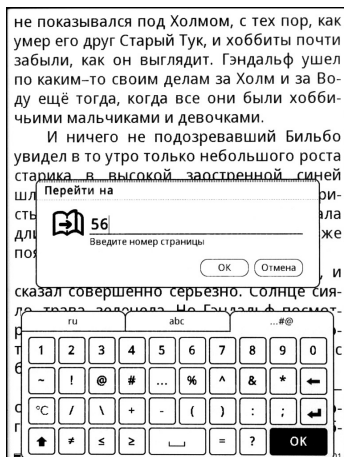 не показывался под Холмом, с тех пор, как
умер его друг Старый Тук, и хоббиты почти
забыли, как он выглядит. Гэндальф ушел
по каким-то своим делам за Холм и за Во-
ду ещё тогда, когда все они были хобби-
чьими мальчиками и девочками.
И ничего не подозревавший Бильбо
увидел в то утро только небольшого роста
старика в высокой заостренной синей
Перейти на
56
Введите номер страницы
ОК Отмена
и
сказал совершенно серьезно. Солнце сия-
ru abc ...#@
1 2 3 4 5 6 7 8 9 0
~ ! @ # ... % ^ & *
°C / \ + - ( ) : ;
≠ ≤ ≥ = ? OK